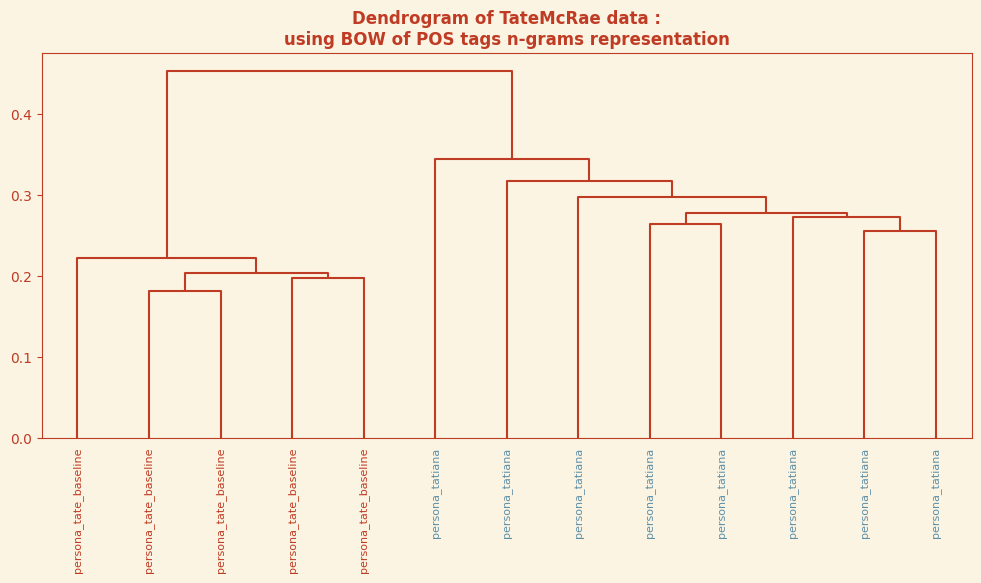 Dendrogram of TateMcRae data :
using BOW of POS tags n-grams representation
0.4
0.3
0.2
0.1
0.0
persona_tate_baseline
persona_tate_baseline
persona_tate_baseline
persona_tate_baseline
persona_tate_baseline
persona_tatiana
persona_tatiana
persona_tatiana
persona_tatiana
persona_tatiana
persona_tatiana
persona_tatiana
persona_tatiana